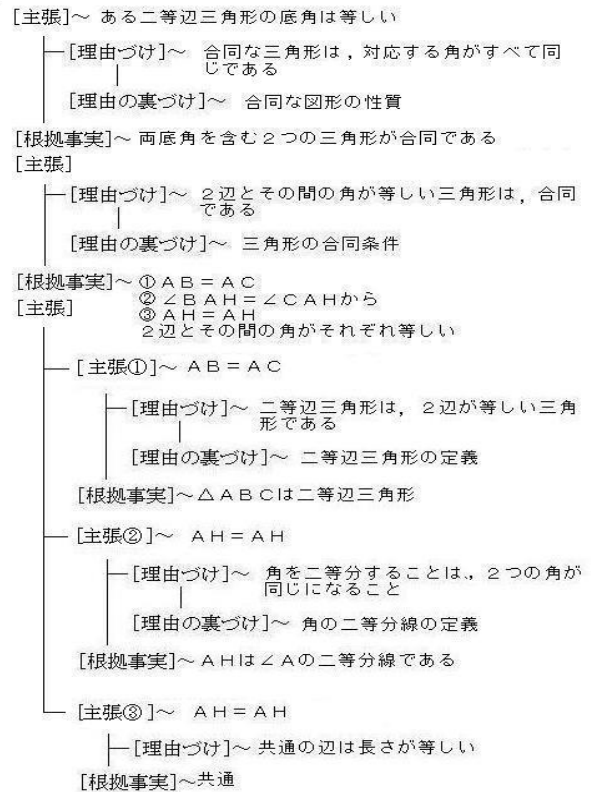 [主張]～ ある二等辺三角形の底角は等しい
[理由づけ]～ 合同な三角形は，対応する角がすべて同
じである
[理由の裏づけ]～ 合同な図形の性質
[根拠事実]～ 両底角を含む２つの三角形が合同である
[主張]
[理由づけ]～ ２辺とその間の角が等しい三角形は，合同
である
[理由の裏づけ]～ 三角形の合同条件
[根拠事実]～ ①ＡＢ＝ＡＣ
[主張]
②∠ＢＡＨ＝∠ＣＡＨから
③ＡＨ＝ＡＨ
２辺とその間の角がそれぞれ等しい
[主張①]～ ＡＢ＝ＡＣ
[理由づけ]～ 二等辺三角形は，２辺が等しい三角
形である
[理由の裏づけ]～ 二等辺三角形の定義
[根拠事実]～△ＡＢＣは二等辺三角形
[主張②]～ ＡＨ＝ＡＨ
[理由づけ]～ 角を二等分することは、，２つの角が
同じになること
[理由の裏づけ]～ 角の二等分線の定義
[根拠事実]～ＡＨは∠Ａの二等分線である
[主張③]～ ＡＨ＝ＡＨ
[理由づけ]～ 共通の辺は長さが等しい
[根拠事実]～共通